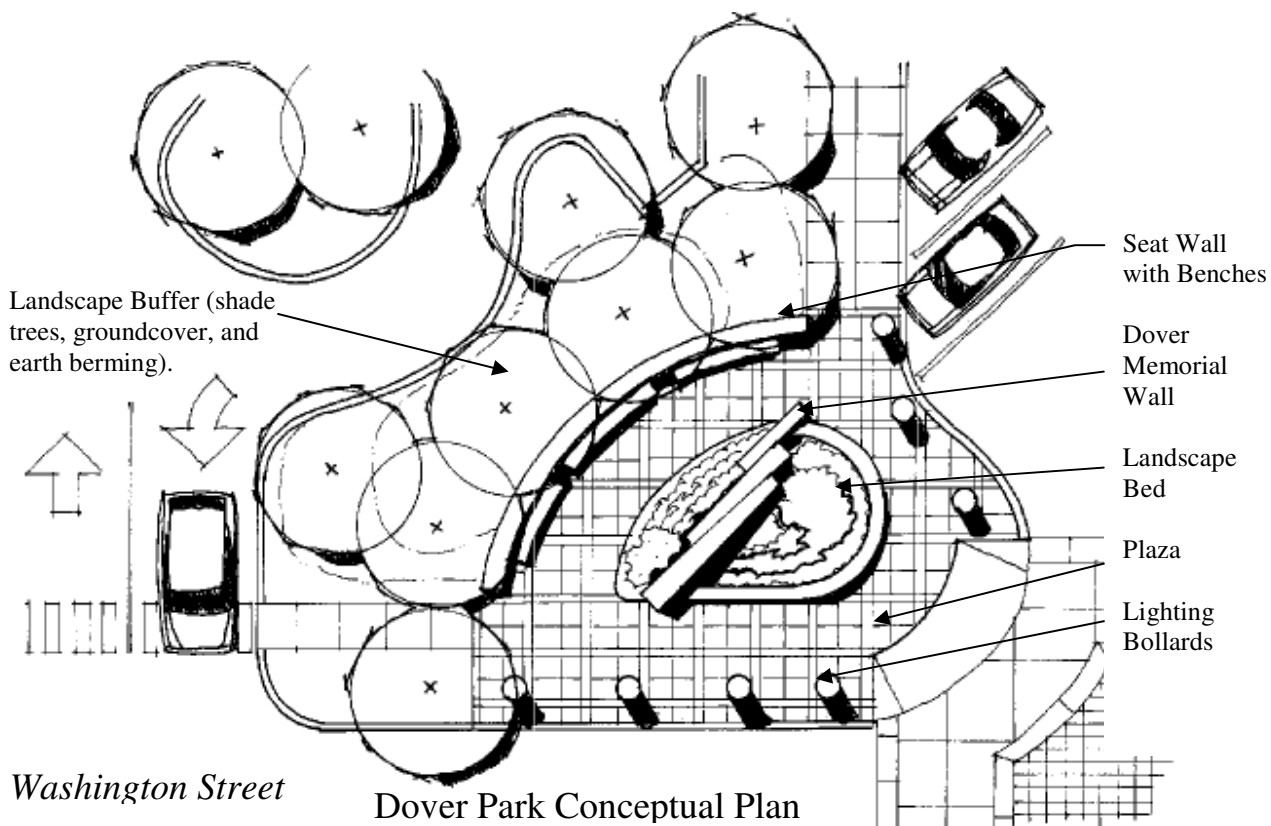 Seat Wall
with Benches
Landscape Buffer (shade
trees, groundcover, and
earth berming).
Dover
Memorial
Wall
Landscape
Bed
Plaza
Lighting
Bollards
Washington Street
Dover Park Conceptual Plan